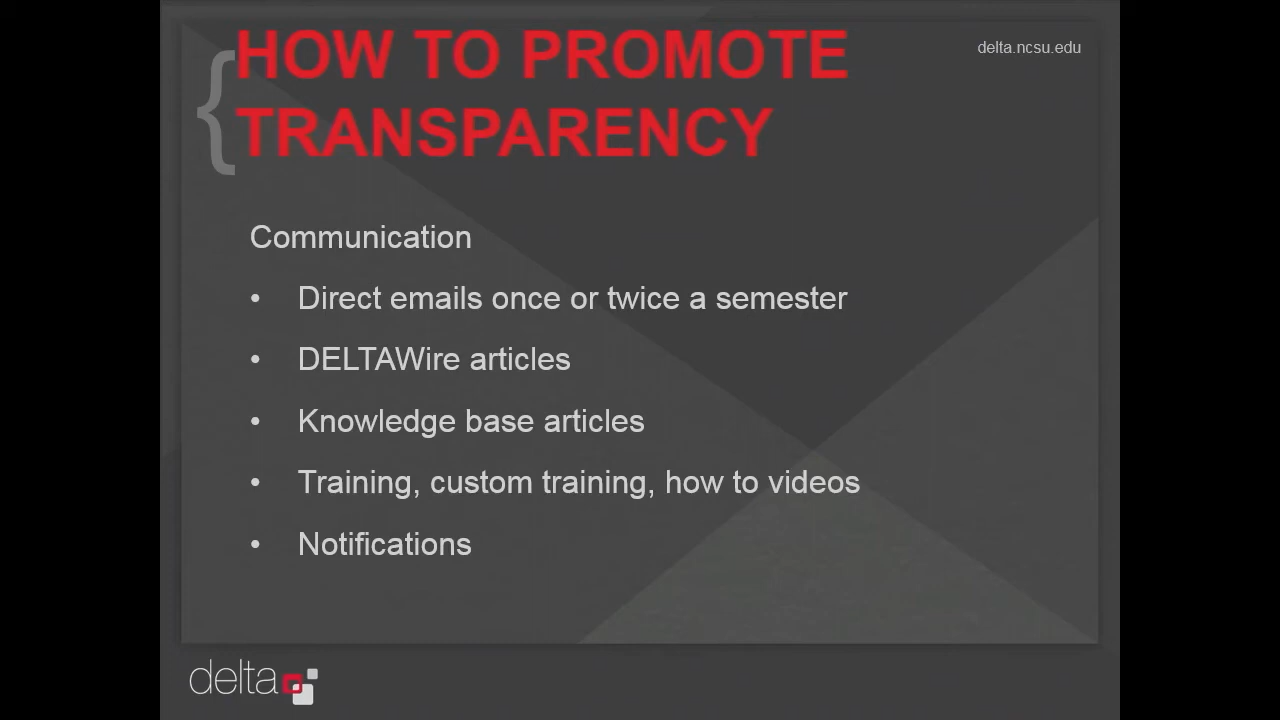 HOW TO PROMOTE
TRANSPARENCY
delta.ncsu.edu
Communication
• Direct emails once or twice a semester
• DELTAWire articles
• Knowledge base articles
• Training, custom training, how to videos
• Notifications
delta